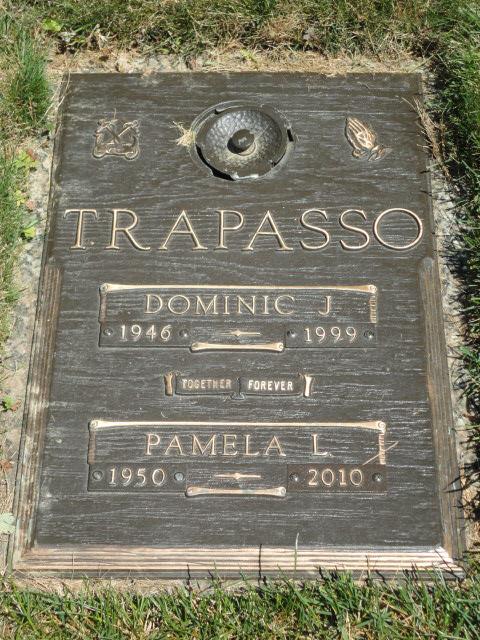 TRAPASSO
DOMINIC J.
1946 1999
TOGETHER FOREVER
PAMELA L.
1950 2010